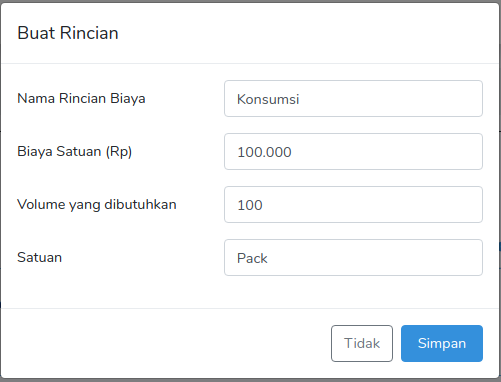 Buat Rincian
Nama Rincian Biaya
Konsumsi
Biaya Satuan (Rp)
100.000
Volume yang dibutuhkan
100
Satuan
Pack
Tidak
Simpan